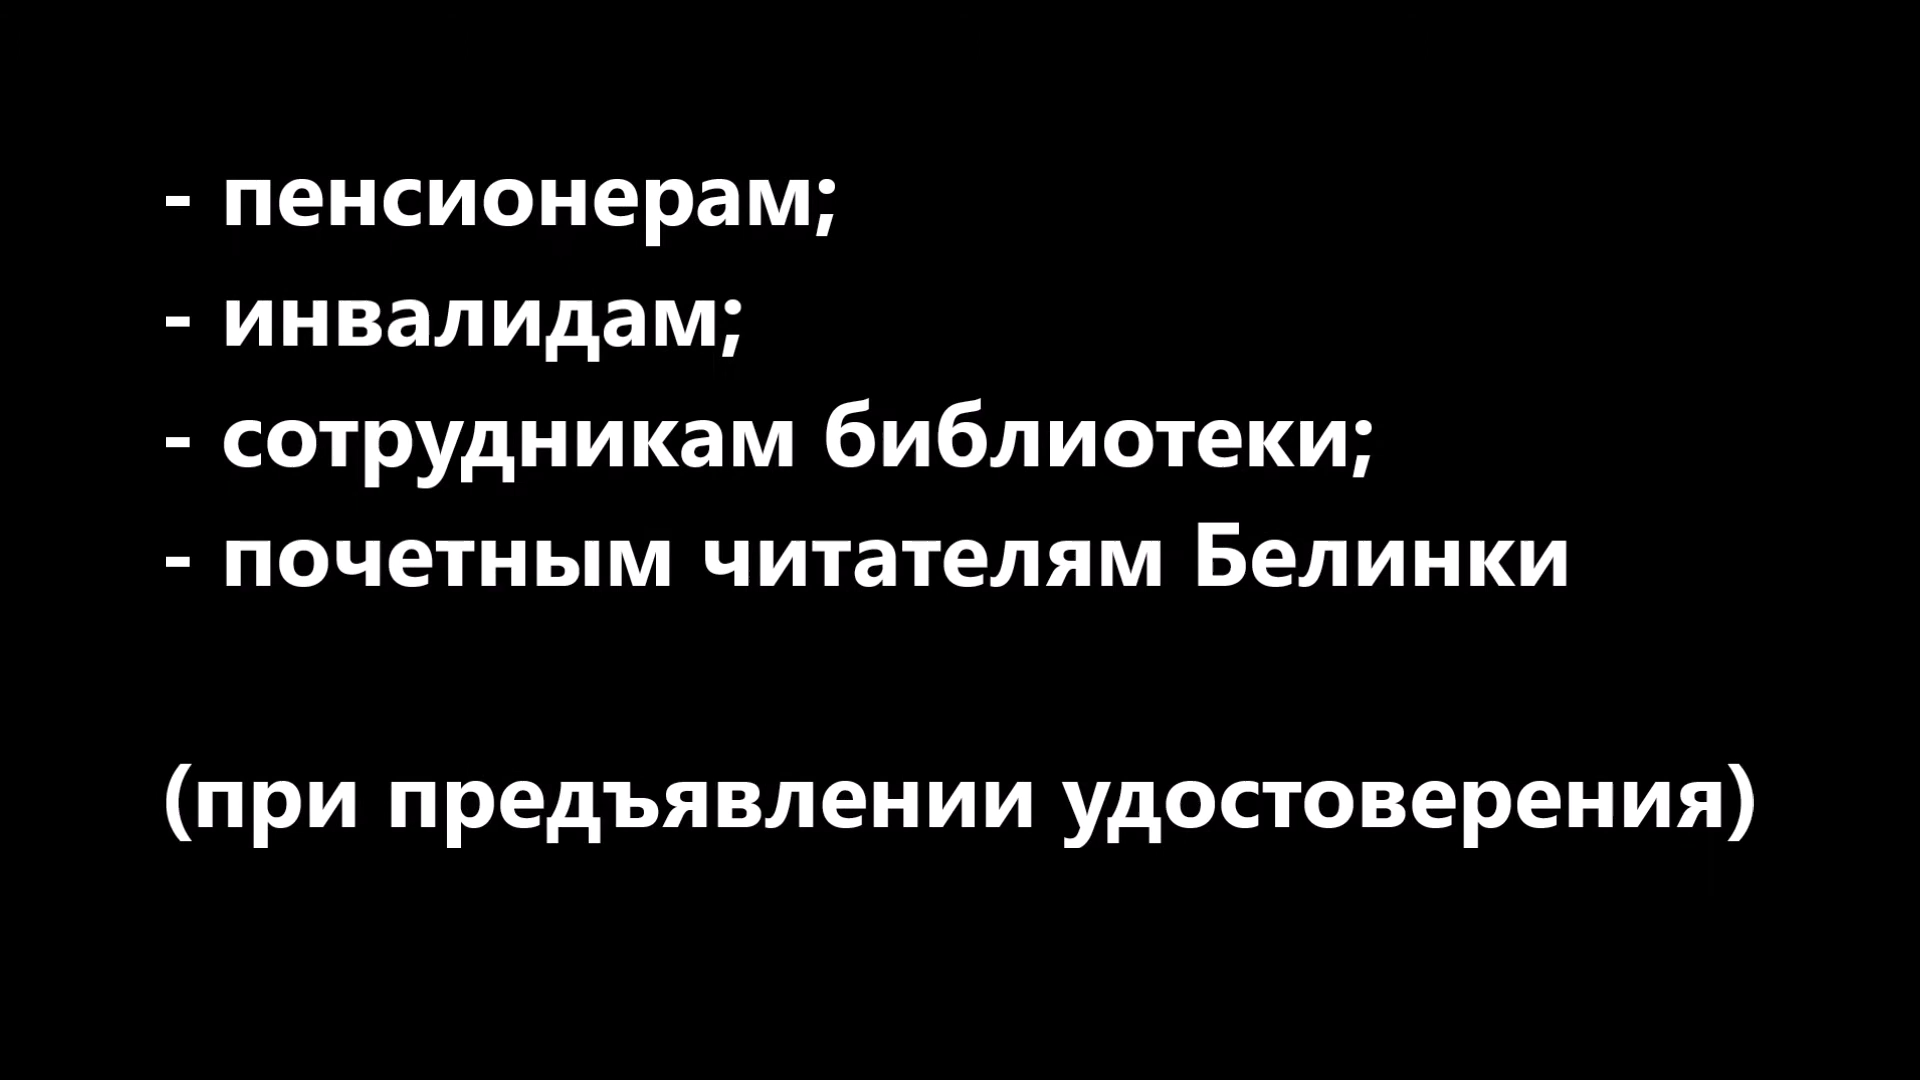 - пенсионерам;
- инвалидам;
- сотрудникам библиотеки;
- почетным читателям Белинки
(при предъявлении удостоверения)